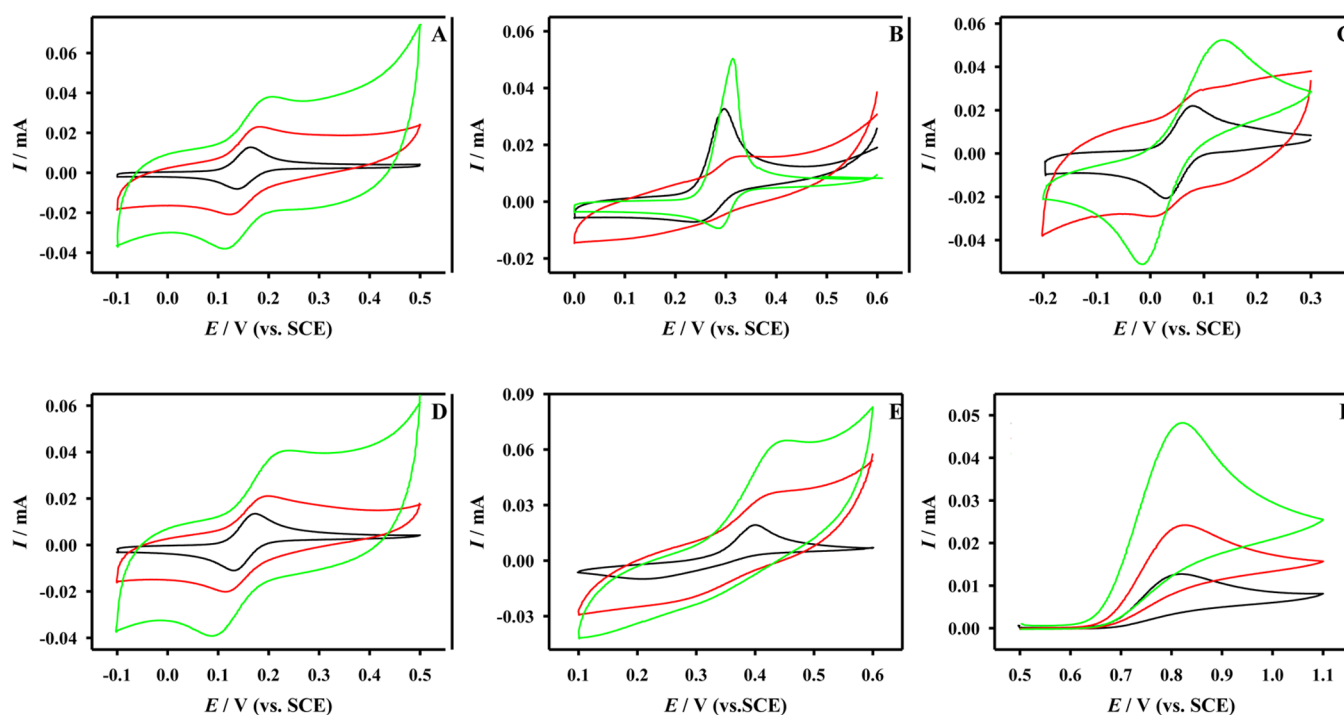 A
0.06
0.04
0.02
0.00
-0.02
-0.04
I / mA
-0.1 0.0 0.1 0.2 0.3 0.4 0.5
E / V (vs. SCE)
B
0.06
0.04
0.02
0.00
-0.02
I / mA
0.0 0.1 0.2 0.3 0.4 0.5 0.6
E / V (vs. SCE)
0.06
0.04
0.02
0.00
-0.02
-0.04
I / mA
-0.2 -0.1 0.0 0.1 0.2 0.3
E / V (vs. SCE)
D
0.06
0.04
0.02
0.00
-0.02
-0.04
I / mA
-0.1 0.0 0.1 0.2 0.3 0.4 0.5
E / V (vs. SCE)
E
0.09
0.06
0.03
0.00
-0.03
I / mA
0.1 0.2 0.3 0.4 0.5 0.6
E / V (vs.SCE)
0.05
0.04
0.03
0.02
0.01
0.00
I / mA
0.5 0.6 0.7 0.8 0.9 1.0 1.1
E / V (vs. SCE)